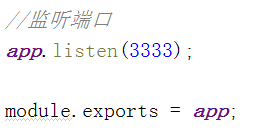 //监听端口
app.listen(3333);
module.exports = app;